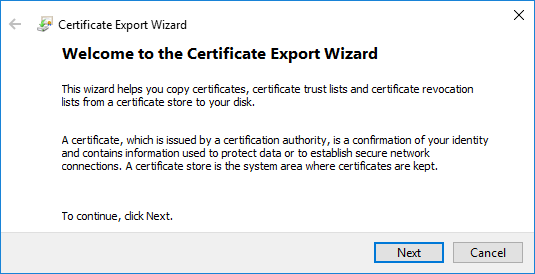 Certificate Export Wizard
Welcome to the Certificate Export Wizard
This wizard helps you copy certificates, certificate trust lists and certificate revocation
lists from a certificate store to your disk.
A certificate, which is issued by a certification authority, is a confirmation of your identity
and contains information used to protect data or to establish secure network
connections. A certificate store is the system area where certificates are kept.
To continue, click Next.
Next
Cancel